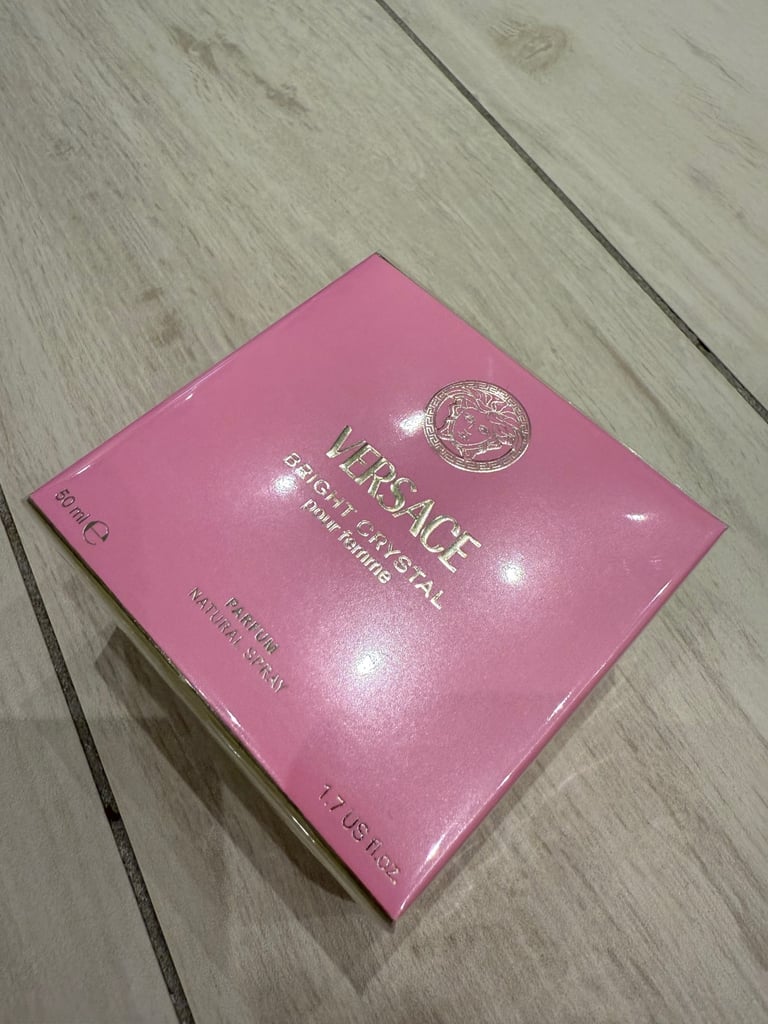 VERSACE
BRIGHT CRYSTAL
pour femme
PARFUM
NATURAL SPRAY
50 ml ℮
1.7 US fl.oz.